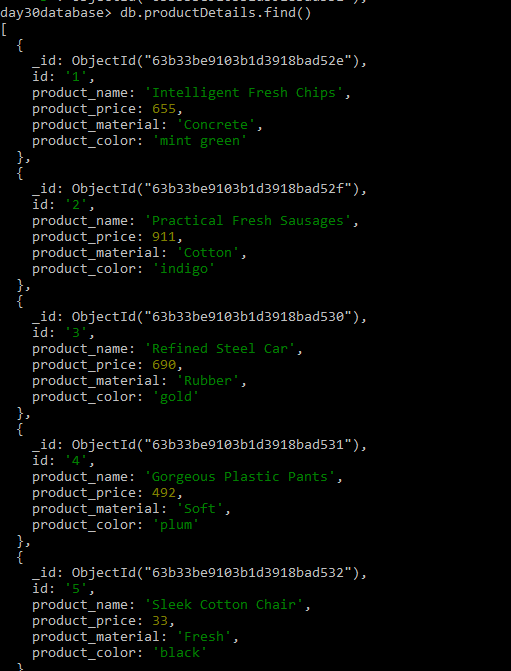 day30database> db.productDetails.find()
[
{
_id: ObjectId("63b33be9103b1d3918bad52e"),
id: '1',
product_name: 'Intelligent Fresh Chips',
product_price: 655,
product_material: 'Concrete',
product_color: 'mint green'
},
{
_id: ObjectId("63b33be9103b1d3918bad52f"),
id: '2',
product_name: 'Practical Fresh Sausages',
product_price: 911,
product_material: 'Cotton',
product_color: 'indigo'
},
{
_id: ObjectId("63b33be9103b1d3918bad530"),
id: '3',
product_name: 'Refined Steel Car',
product_price: 690,
product_material: 'Rubber',
product_color: 'gold'
},
{
_id: ObjectId("63b33be9103b1d3918bad531"),
id: '4',
product_name: 'Gorgeous Plastic Pants',
product_price: 492,
product_material: 'Soft',
product_color: 'plum'
},
{
_id: ObjectId("63b33be9103b1d3918bad532"),
id: '5',
product_name: 'Sleek Cotton Chair',
product_price: 33,
product_material: 'Fresh',
product_color: 'black'
}